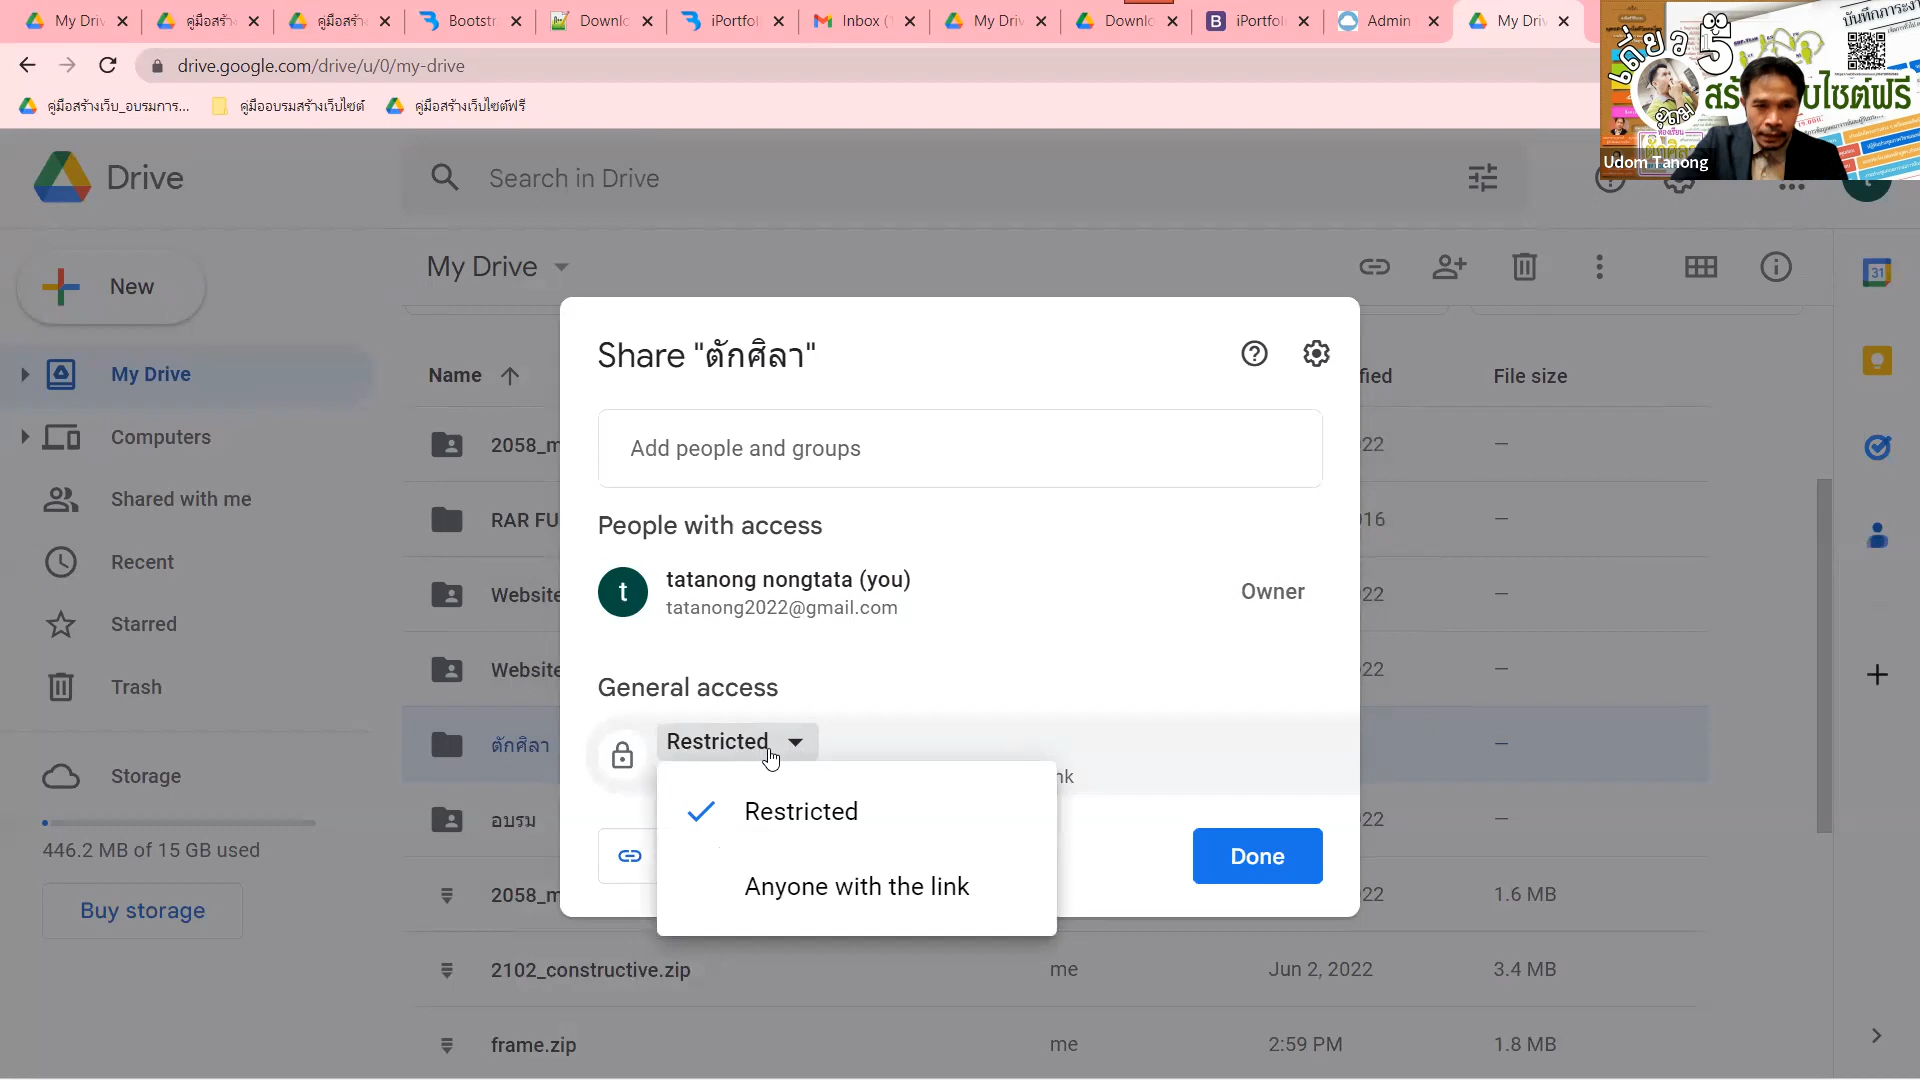 My Driv
คู่มือสร้า
คู่มือสร้า
Bootstr
Downlo
iPortfol
Inbox (
My Driv
Downlo
iPortfoli
Admin
My Driv
drive.google.com/drive/u/0/my-drive
คู่มือสร้างเว็บ_อบรมการ...
คู่มืออบรมสร้างเว็บไซต์
คู่มือสร้างเว็บไซต์ฟรี
Udom Tanong
Drive
Search in Drive
New
My Drive
Computers
Shared with me
Recent
Starred
Trash
Storage
446.2 MB of 15 GB used
Buy storage
My Drive
Name
fied
File size
2058_m
22
—
RAR FU
016
—
Website
22
—
Website
22
—
ตักศิลา
—
อบรม
22
—
2058_m
22
1.6 MB
2102_constructive.zip
me
Jun 2, 2022
3.4 MB
frame.zip
me
2:59 PM
1.8 MB
Share "ตักศิลา"
Add people and groups
People with access
t
tatanong nongtata (you)
tatanong2022@gmail.com
Owner
General access
Restricted
nk
Restricted
Anyone with the link
Done
31